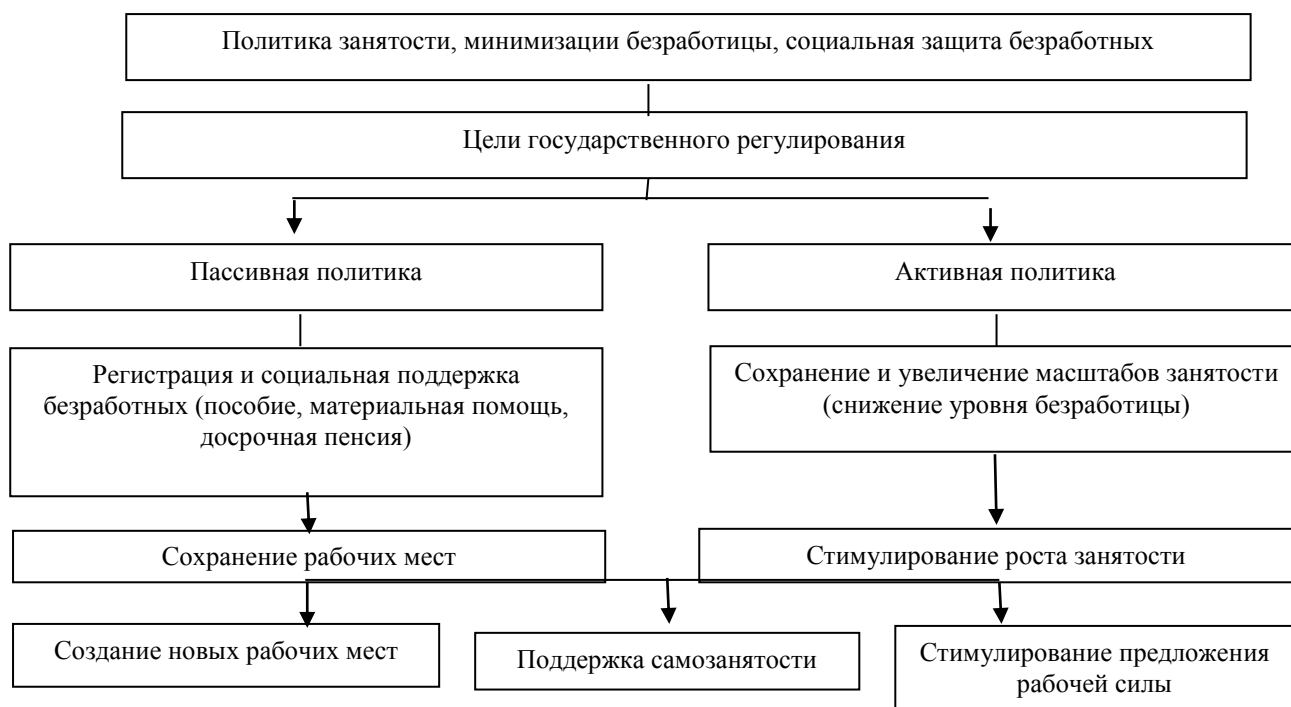 Политика занятости, минимизации безработицы, социальная защита безработных
Цели государственного регулирования
Пассивная политика
Активная политика
Регистрация и социальная поддержка
безработных (пособие, материальная помощь,
досрочная пенсия)
Сохранение и увеличение масштабов занятости
(снижение уровня безработицы)
Сохранение рабочих мест
Стимулирование роста занятости
Создание новых рабочих мест
Поддержка самозанятости
Стимулирование предложения
рабочей силы